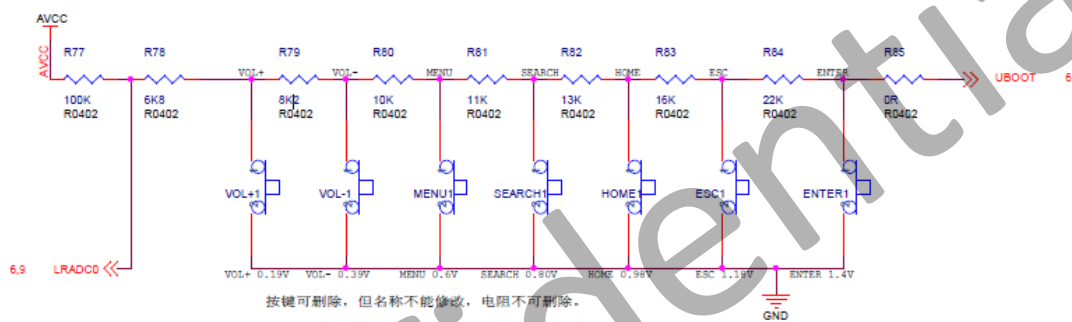 AVCC
AVCC
R77 R78 R79 R80 R81 R82 R83 R84 R85
VOL+ VOL- MENU SEARCH HOME ESC ENTER
UBOOT 6,
100K 6K8 8K2 10K 11K 13K 16K 22K 0R
R0402 R0402 R0402 R0402 R0402 R0402 R0402 R0402 R0402
VOL+1 VOL-1 MENU1 SEARCH1 HOME1 ESC1 ENTER1
6,9 LRADC0
VOL+ 0.19V VOL- 0.39V MENU 0.6V SEARCH 0.80V HOME 0.98V ESC 1.18V ENTER 1.4V
按键可删除，但名称不能修改，电阻不可删除。
GND